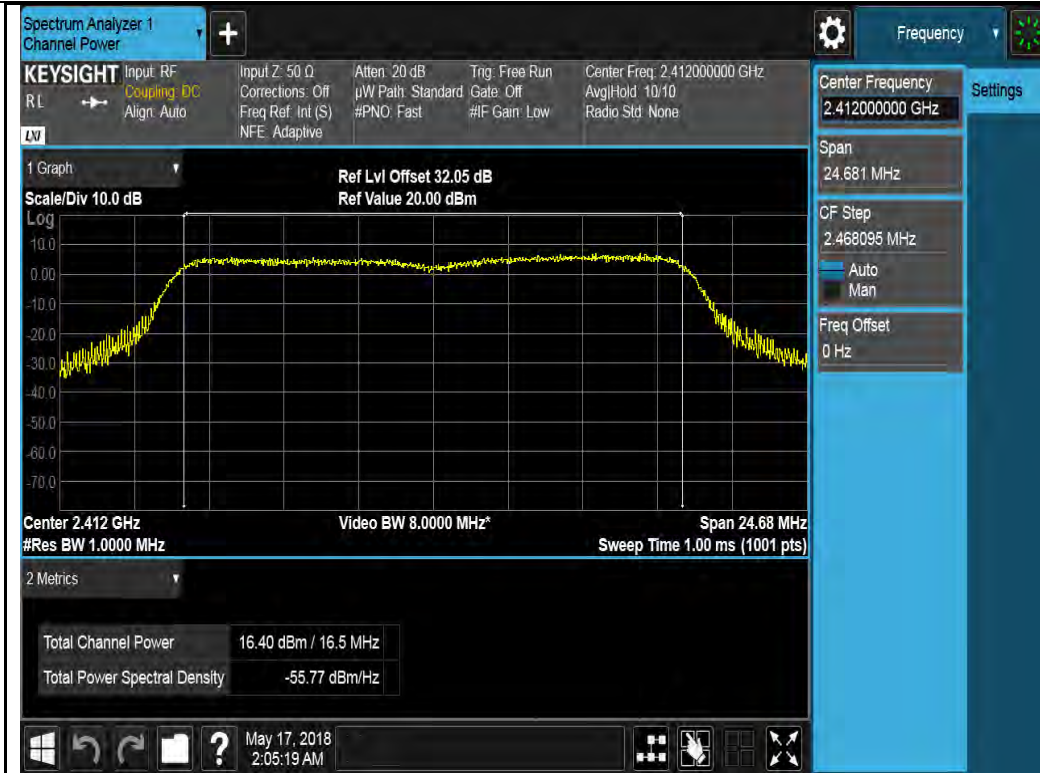 Spectrum Analyzer 1
Channel Power
+
Frequency
KEYSIGHT
R L
LXI
Input: RF
Coupling: DC
Align: Auto
Input Z: 50 Ω
Corrections: Off
Freq Ref: Int (S)
NFE: Adaptive
Atten: 20 dB
µW Path: Standard
#PNO: Fast
Trig: Free Run
Gate: Off
#IF Gain: Low
Center Freq: 2.412000000 GHz
Avg|Hold: 10/10
Radio Std: None
Center Frequency
2.412000000 GHz
Settings
Span
24.681 MHz
CF Step
2.468095 MHz
Auto
Man
Freq Offset
0 Hz
1 Graph
Scale/Div 10.0 dB
Ref Lvl Offset 32.05 dB
Ref Value 20.00 dBm
Log
10.0
0.00
-10.0
-20.0
-30.0
-40.0
-50.0
-60.0
-70.0
Center 2.412 GHz
#Res BW 1.0000 MHz
Video BW 8.0000 MHz*
Span 24.68 MHz
Sweep Time 1.00 ms (1001 pts)
2 Metrics
Total Channel Power 16.40 dBm / 16.5 MHz
Total Power Spectral Density -55.77 dBm/Hz
?
May 17, 2018
2:05:19 AM